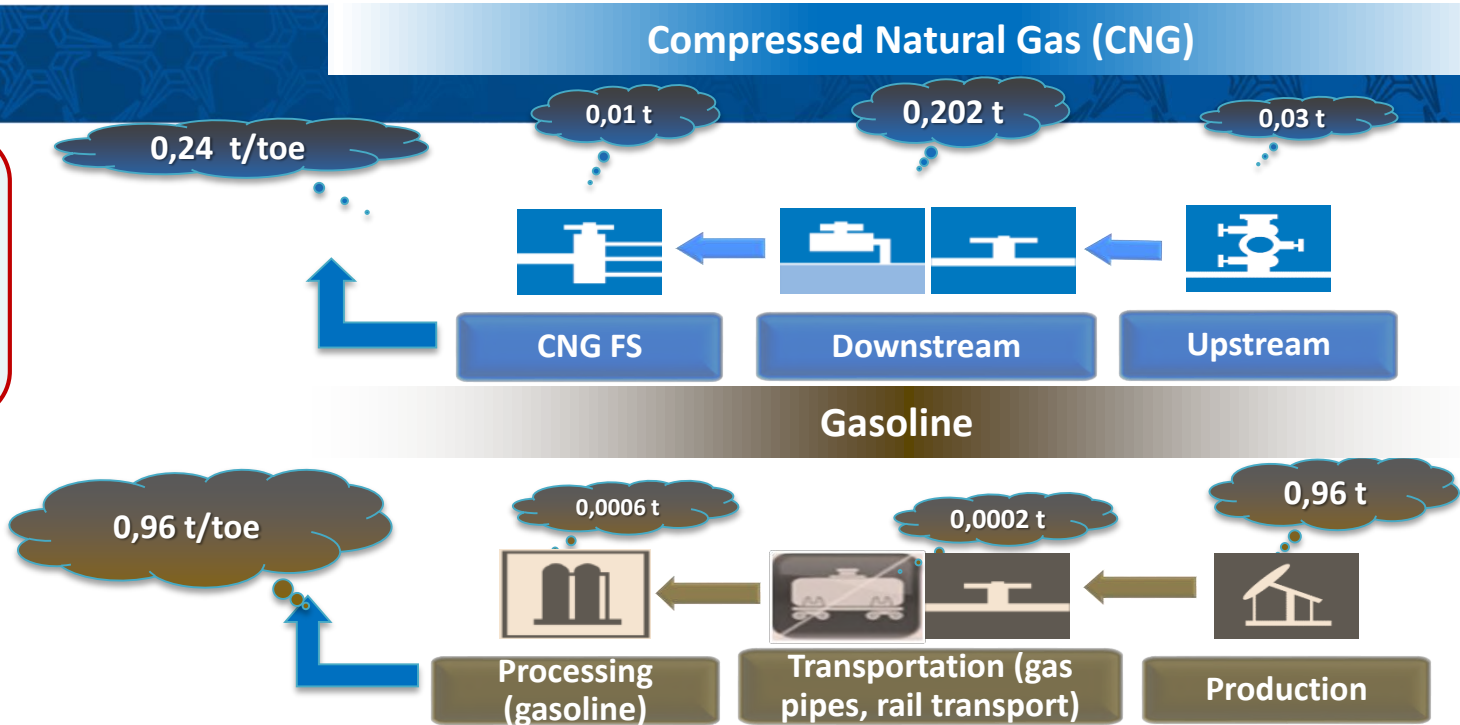 Compressed Natural Gas (CNG)
0,24 t/toe
0,01 t
0,202 t
0,03 t
CNG FS
Downstream
Upstream
Gasoline
0,96 t/toe
0,0006 t
0,0002 t
0,96 t
Processing
(gasoline)
Transportation (gas
pipes, rail transport)
Production